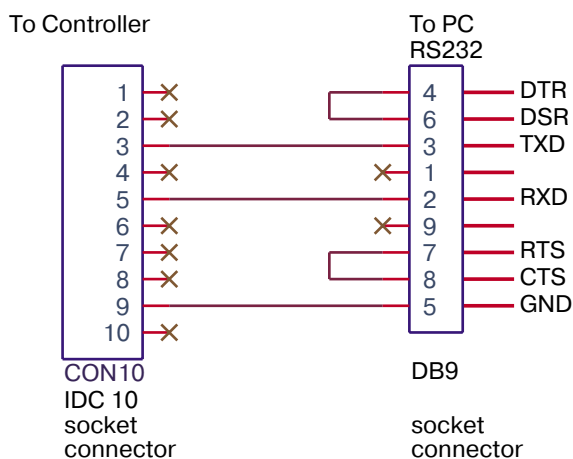 To Controller
To PC
RS232
1
2
3
4
5
6
7
8
9
10
4 DTR
6 DSR
3 TXD
1
2 RXD
9
7 RTS
8 CTS
5 GND
CON10
IDC 10
socket
connector
DB9
socket
connector